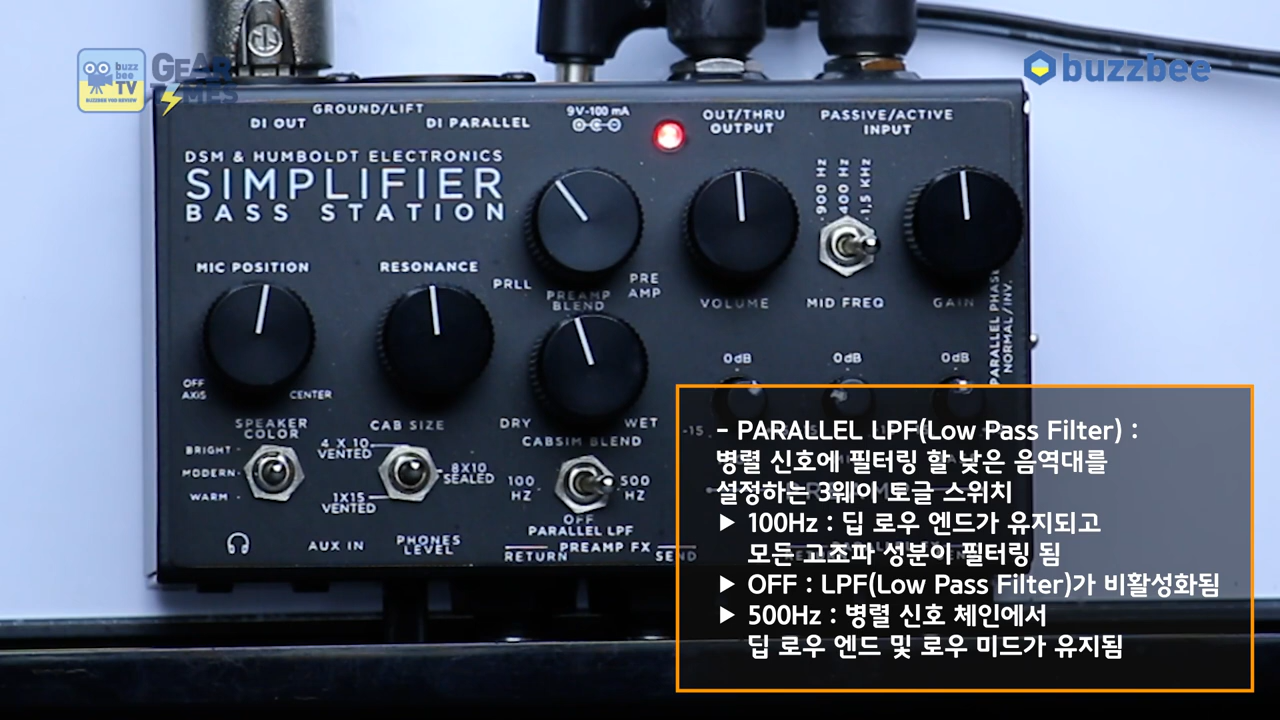 buzz
bee
TV
BUZZBEE VOD REVIEW
GEAR
TIMES
buzzbee
GROUND/LIFT
DI OUT
DI PARALLEL
9V-100 mA
OUT/THRU
OUTPUT
PASSIVE/ACTIVE
INPUT
DSM & HUMBOLDT ELECTRONICS
SIMPLIFIER
BASS STATION
900 HZ
400 HZ
1,5 KHZ
MIC POSITION
RESONANCE
PRLL
PRE
AMP
PREAMP
BLEND
VOLUME
MID FREQ
GAIN
PARALLEL PHASE
NORMAL/INV.
0dB
0dB
0dB
OFF
AXIS
CENTER
DRY
WET
CABSIM BLEND
-15
SPEAKER
COLOR
CAB SIZE
BRIGHT
MODERN
WARM
4 X 10
VENTED
8X10
SEALED
1X15
VENTED
100
HZ
500
HZ
OFF
PARALLEL LPF
AUX IN
PHONES
LEVEL
PREAMP FX
RETURN
SEND
- PARALLEL LPF(Low Pass Filter) :
병렬 신호에 필터링 할 낮은 음역대를
설정하는 3웨이 토글 스위치
▶ 100Hz : 딥 로우 엔드가 유지되고
모든 고조파 성분이 필터링 됨
▶ OFF : LPF(Low Pass Filter)가 비활성화됨
▶ 500Hz : 병렬 신호 체인에서
딥 로우 엔드 및 로우 미드가 유지됨